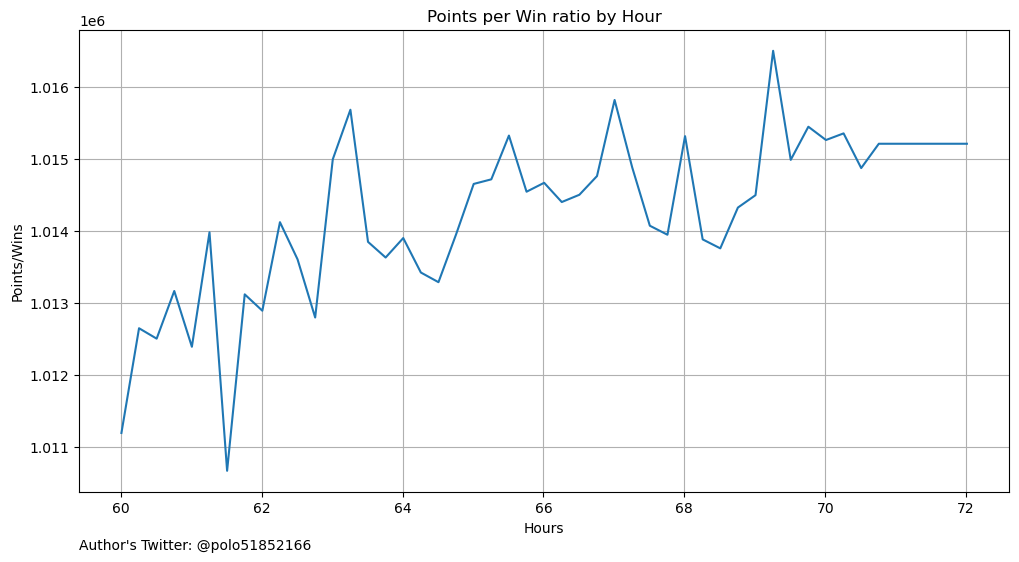 Points per Win ratio by Hour
1e6
1.016
1.015
1.014
1.013
1.012
1.011
Points/Wins
60 62 64 66 68 70 72
Hours
Author's Twitter: @polo51852166